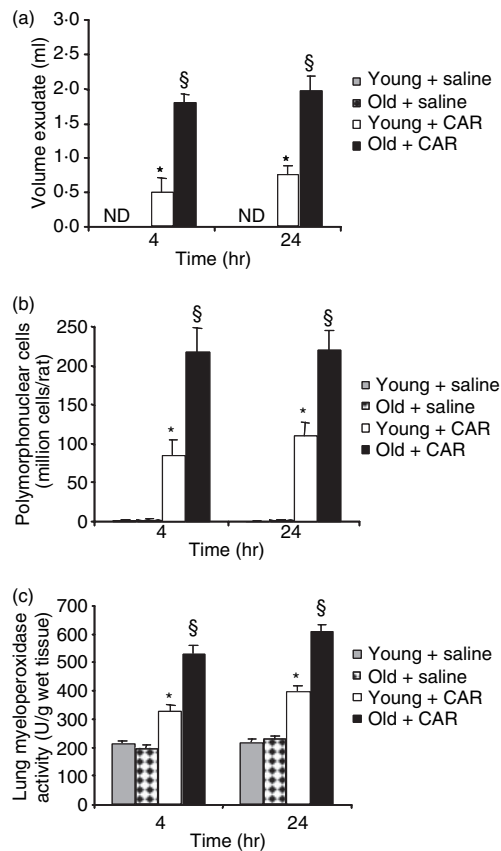 (a)
Volume exudate (ml)
3·0
2·5
2·0
1·5
1·0
0·5
0·0
ND
*
§
ND
*
§
4
24
Time (hr)
Young + saline
Old + saline
Young + CAR
Old + CAR
(b)
Polymorphonuclear cells
(million cells/rat)
250
200
150
100
50
0
*
§
*
§
4
24
Time (hr)
Young + saline
Old + saline
Young + CAR
Old + CAR
(c)
Lung myeloperoxidase
activity (U/g wet tissue)
700
600
500
400
300
200
100
0
*
§
*
§
4
24
Time (hr)
Young + saline
Old + saline
Young + CAR
Old + CAR